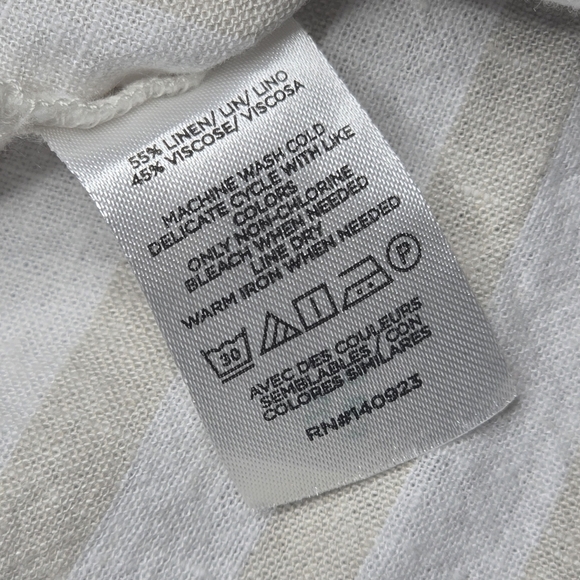 55% LINEN/ LIN/ LINO
45% VISCOSE/ VISCOSA
MACHINE WASH COLD
DELICATE CYCLE WITH LIKE
COLORS
ONLY NON-CHLORINE
BLEACH WHEN NEEDED
LINE DRY
WARM IRON WHEN NEEDED
30 P
AVEC DES COULEURS
SEMBLABLES/ CON
COLORES SIMILARES
RN#140923